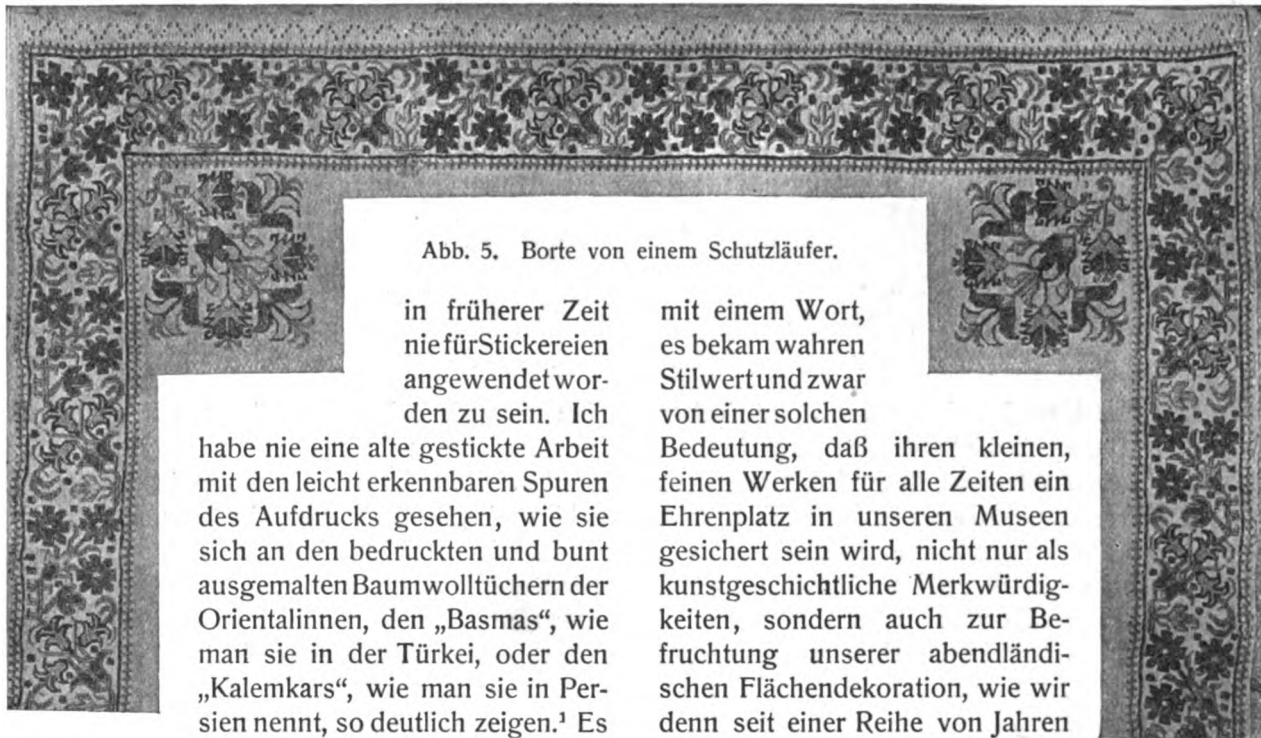 Abb. 5. Borte von einem Schutzläufer.
in früherer Zeit
nie für Stickereien
angewendet wor-
den zu sein. Ich
habe nie eine alte gestickte Arbeit
mit den leicht erkennbaren Spuren
des Aufdrucks gesehen, wie sie
sich an den bedruckten und bunt
ausgemalten Baumwolltüchern der
Orientalinnen, den „Basmas“, wie
man sie in der Türkei, oder den
„Kalemkars“, wie man sie in Per-
sien nennt, so deutlich zeigen.¹ Es
mit einem Wort,
es bekam wahren
Stilwert und zwar
von einer solchen
Bedeutung, daß ihren kleinen,
feinen Werken für alle Zeiten ein
Ehrenplatz in unseren Museen
gesichert sein wird, nicht nur als
kunstgeschichtliche Merkwürdig-
keiten, sondern auch zur Be-
fruchtung unserer abendländi-
schen Flächendekoration, wie wir
denn seit einer Reihe von Jahren